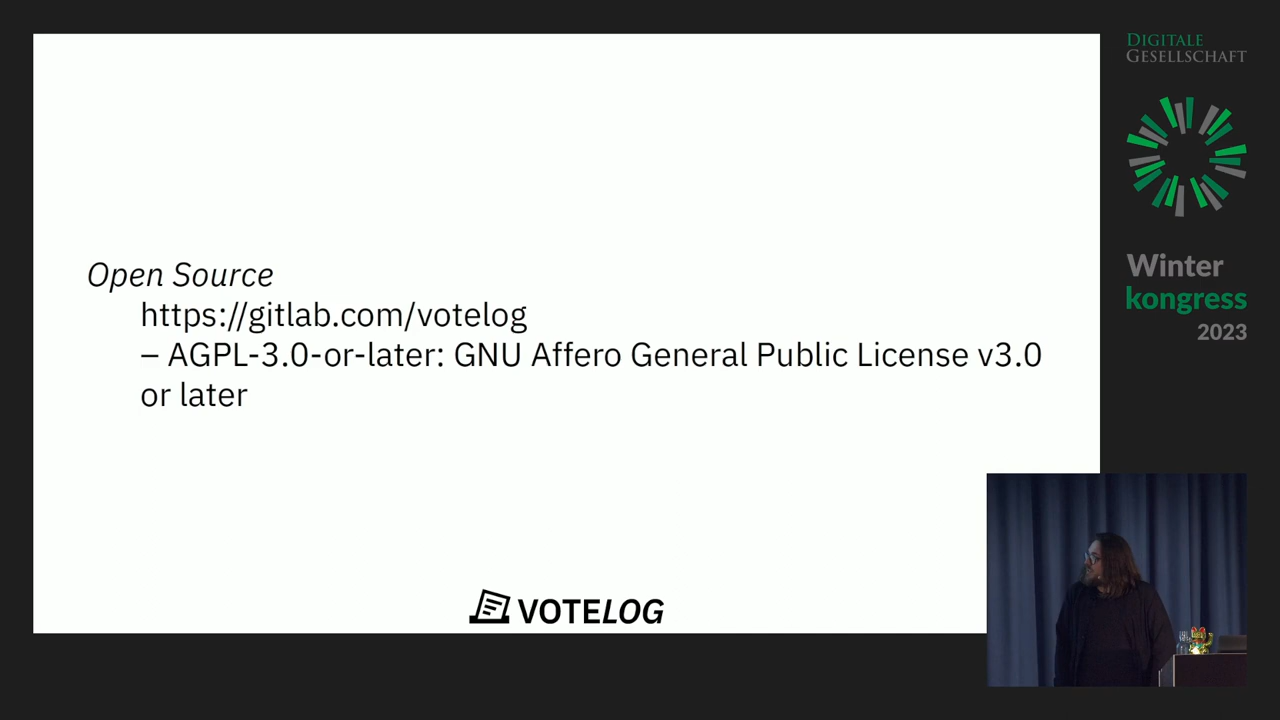 Open Source
https://gitlab.com/votelog
– AGPL-3.0-or-later: GNU Affero General Public License v3.0
or later
VOTELOG
DIGITALE
GESELLSCHAFT
Winter
kongress
2023